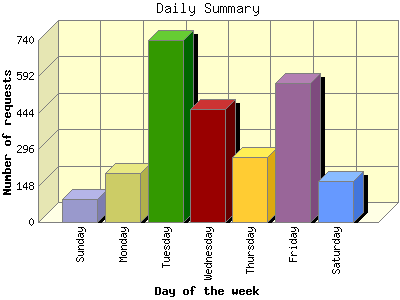 Daily Summary
Number of requests
740
592
444
296
148
0
Sunday
Monday
Tuesday
Wednesday
Thursday
Friday
Saturday
Day of the week